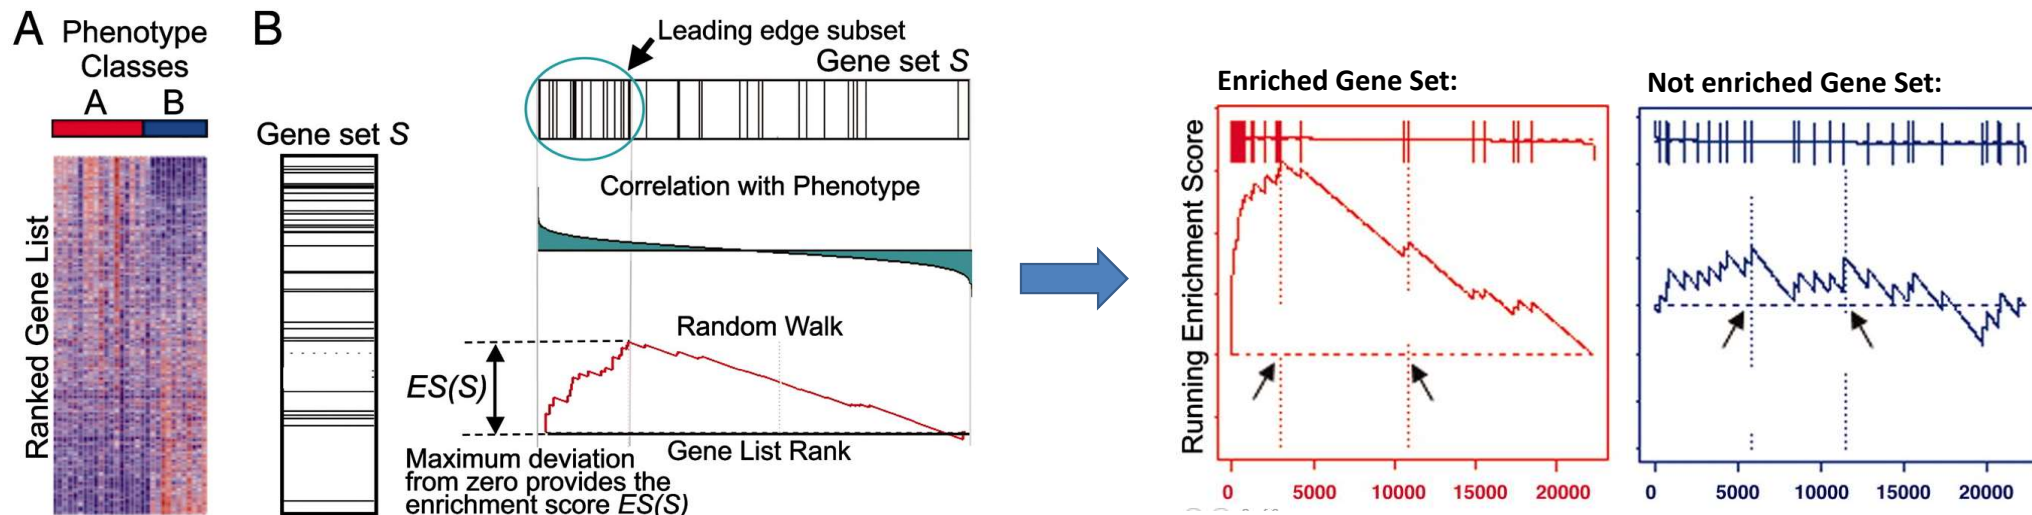 A
Phenotype
Classes
A B
Ranked Gene List
B
Gene set S
Leading edge subset
Gene set S
Correlation with Phenotype
Random Walk
ES(S)
Gene List Rank
Maximum deviation
from zero provides the
enrichment score ES(S)
Enriched Gene Set:
Running Enrichment Score
0 5000 10000 15000 20000
Not enriched Gene Set:
0 5000 10000 15000 20000